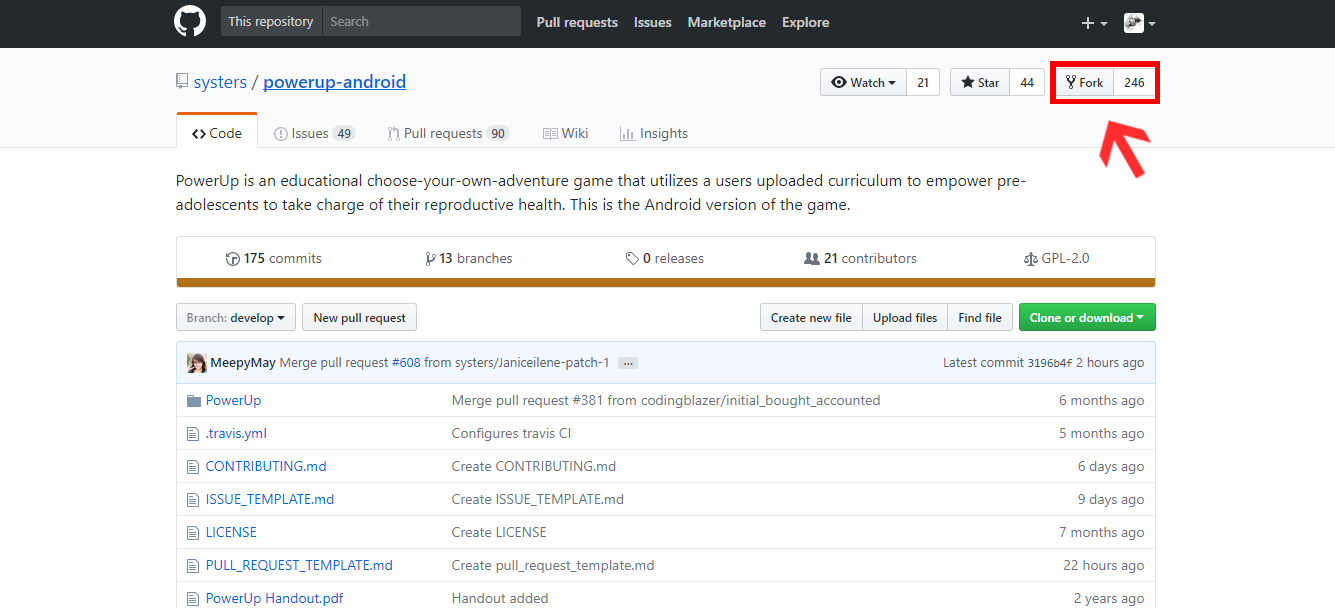 This repository Search Pull requests Issues Marketplace Explore
systers / powerup-android Watch 21 Star 44 Fork 246
Code Issues 49 Pull requests 90 Wiki Insights
PowerUp is an educational choose-your-own-adventure game that utilizes a users uploaded curriculum to empower pre-
adolescents to take charge of their reproductive health. This is the Android version of the game.
175 commits 13 branches 0 releases 21 contributors GPL-2.0
Branch: develop New pull request Create new file Upload files Find file Clone or download
MeepyMay Merge pull request #608 from systers/Janiceilene-patch-1 ... Latest commit 3196b4f 2 hours ago
PowerUp Merge pull request #381 from codingblazer/initial_bought_accounted 6 months ago
.travis.yml Configures travis CI 5 months ago
CONTRIBUTING.md Create CONTRIBUTING.md 6 days ago
ISSUE_TEMPLATE.md Create ISSUE_TEMPLATE.md 9 days ago
LICENSE Create LICENSE 7 months ago
PULL_REQUEST_TEMPLATE.md Create pull_request_template.md 22 hours ago
PowerUp Handout.pdf Handout added 2 years ago